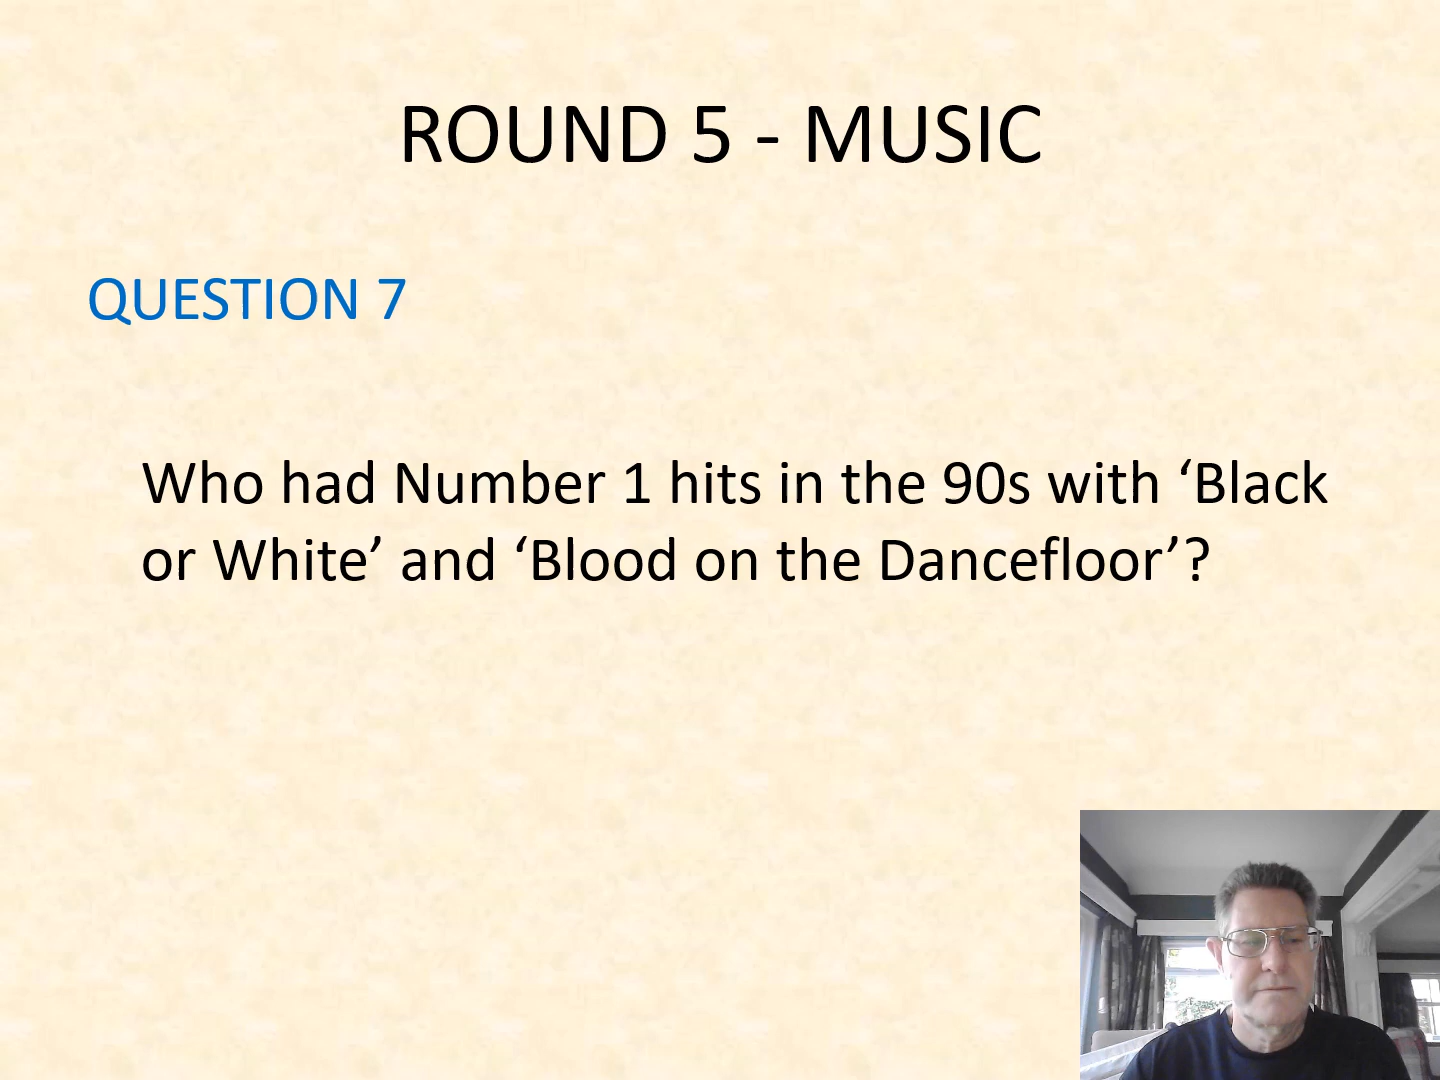 ROUND 5 - MUSIC
QUESTION 7
Who had Number 1 hits in the 90s with ‘Black
or White’ and ‘Blood on the Dancefloor’?